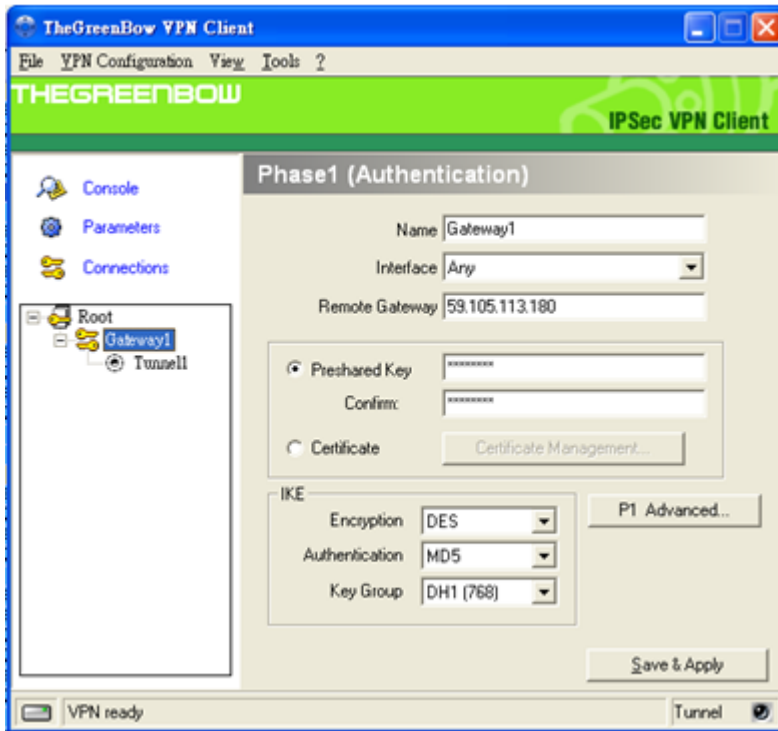 TheGreenBow VPN Client
File VPN Configuration View Tools ?
THEGREENBOW
IPSec VPN Client
Console
Parameters
Connections
Root
Gateway1
Tunnel1
Phase1 (Authentication)
Name Gateway1
Interface Any
Remote Gateway 59.105.113.180
Preshared Key ********
Confirm: ********
Certificate Certificate Management...
IKE
Encryption DES
Authentication MD5
Key Group DH1 (768)
P1 Advanced...
Save & Apply
VPN ready
Tunnel